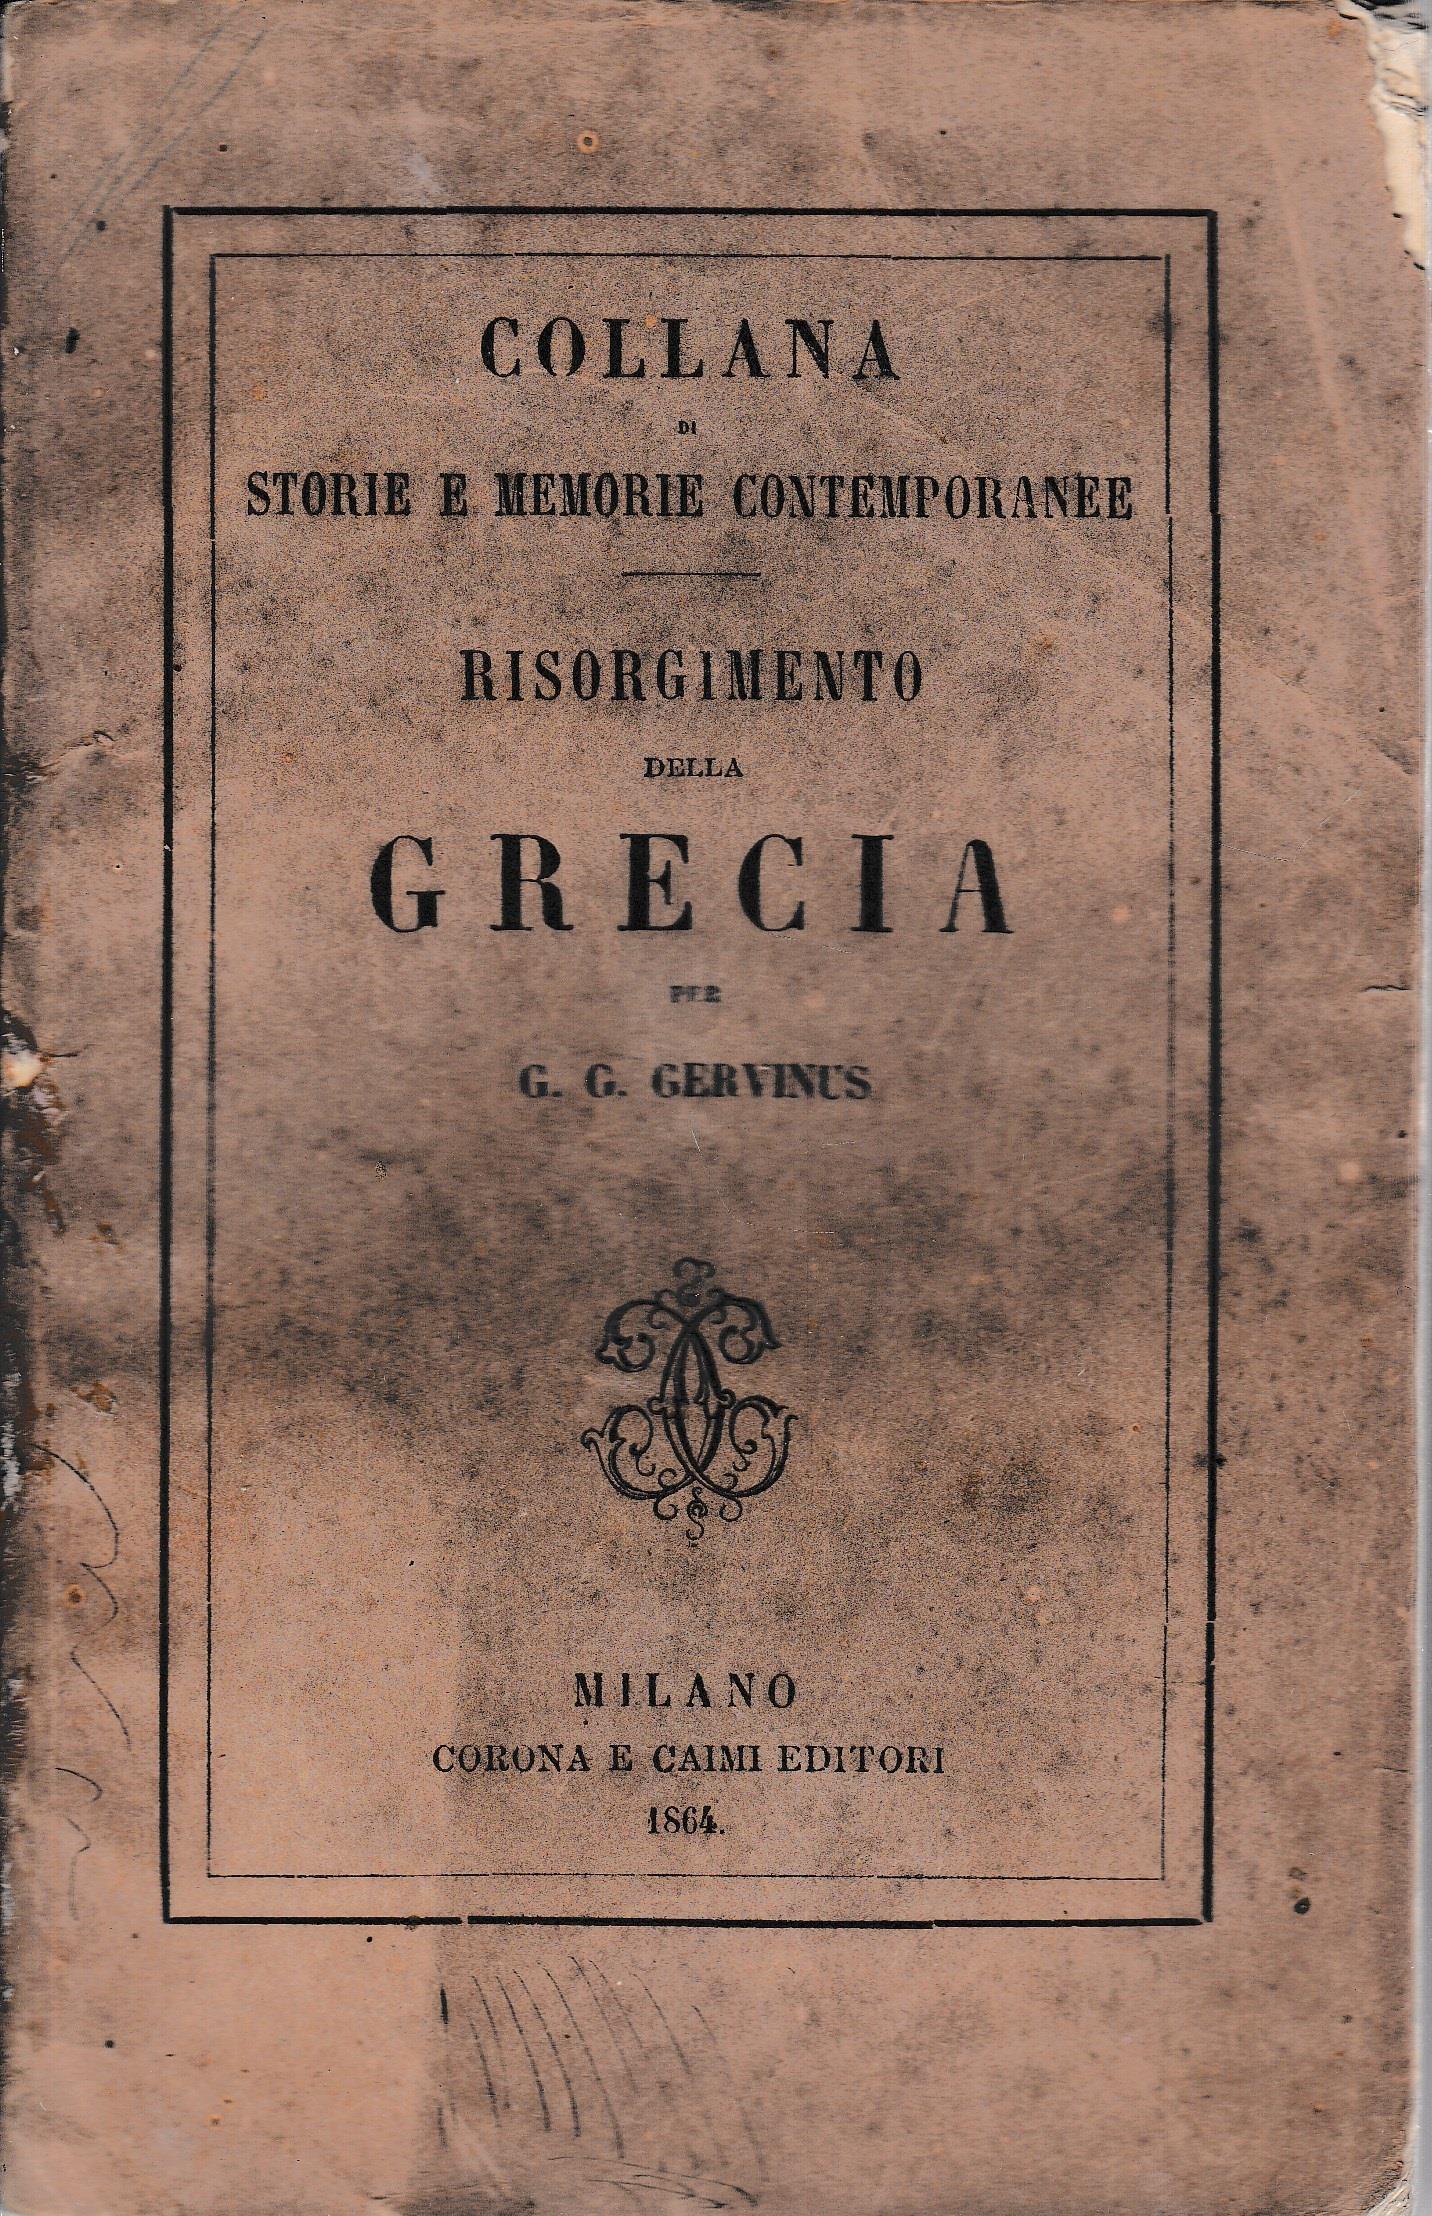 COLLANA
DI
STORIE E MEMORIE CONTEMPORANEE
RISORGIMENTO
DELLA
GRECIA
PER
G. G. GERVINUS
MILANO
CORONA E CAIMI EDITORI
1864.